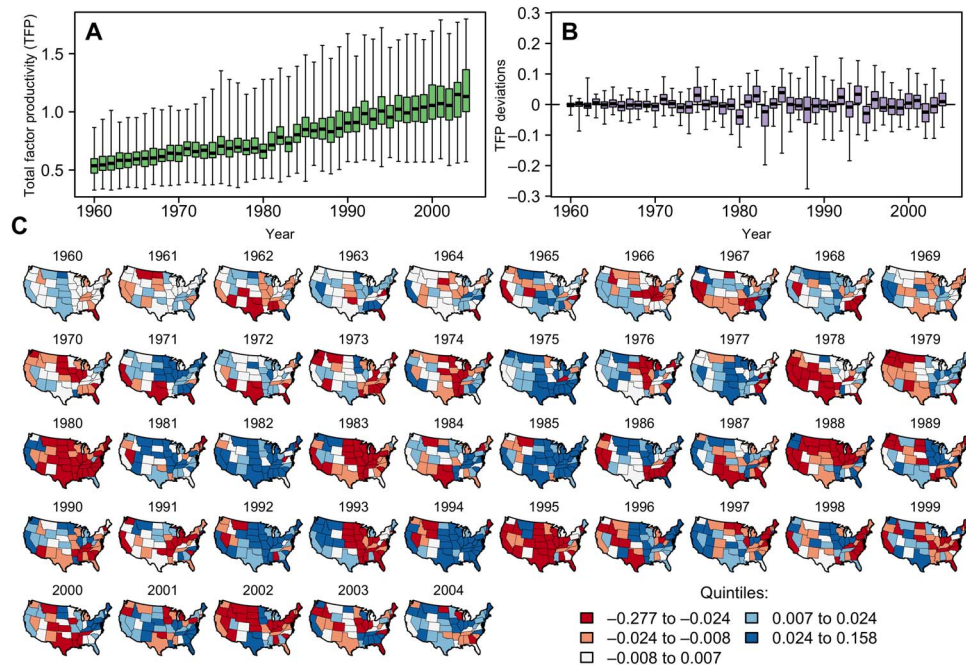 A
Total factor productivity (TFP)
1.5
1.0
0.5
1960 1970 1980 1990 2000
Year
B
TFP deviations
0.3
0.2
0.1
0
–0.1
–0.2
–0.3
1960 1970 1980 1990 2000
Year
C
1960 1961 1962 1963 1964 1965 1966 1967 1968 1969
1970 1971 1972 1973 1974 1975 1976 1977 1978 1979
1980 1981 1982 1983 1984 1985 1986 1987 1988 1989
1990 1991 1992 1993 1994 1995 1996 1997 1998 1999
2000 2001 2002 2003 2004
Quintiles:
–0.277 to –0.024 0.007 to 0.024
–0.024 to –0.008 0.024 to 0.158
–0.008 to 0.007